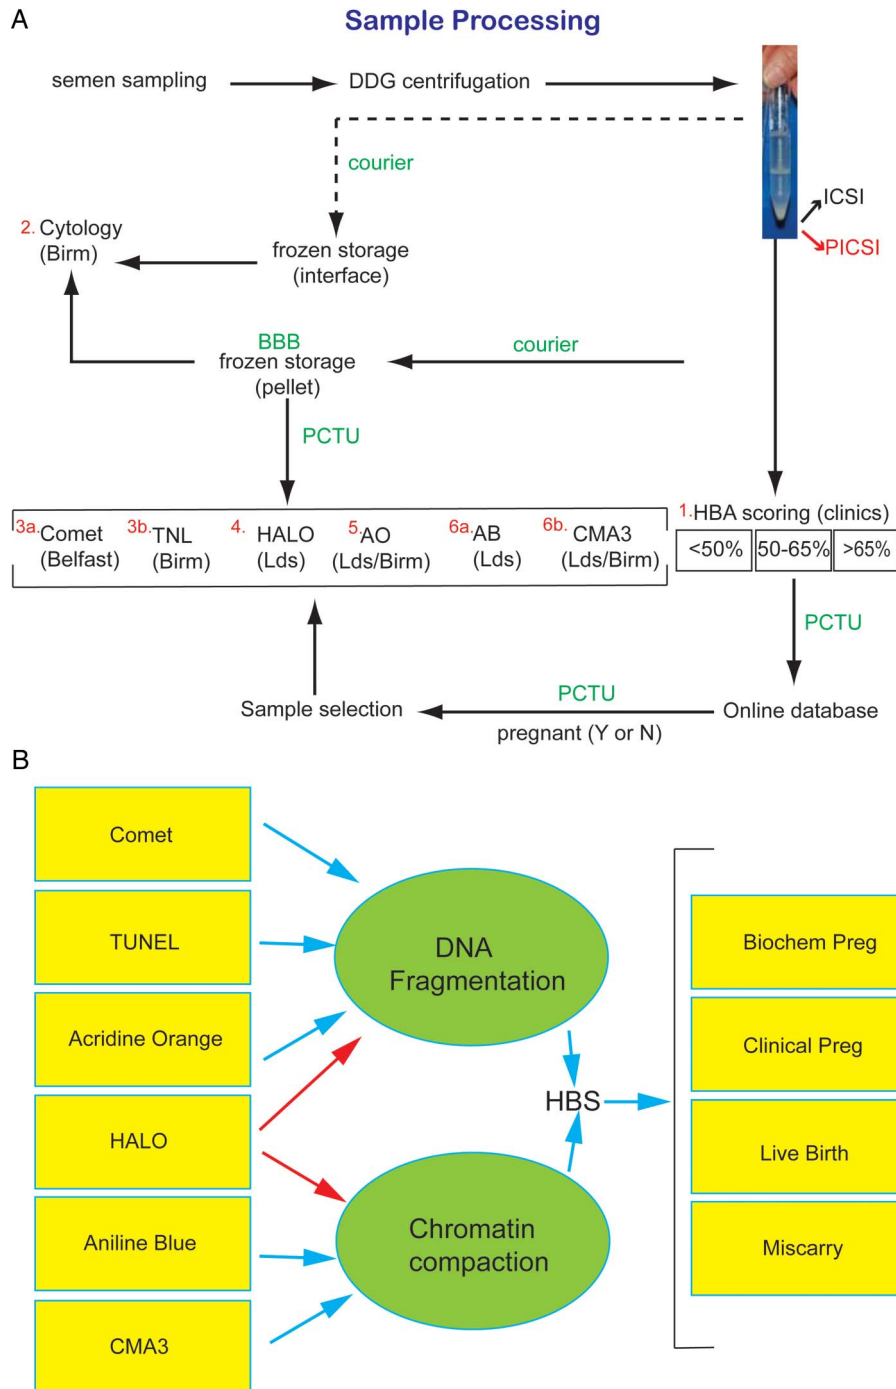 A
Sample Processing
semen sampling
DDG centrifugation
courier
ICSI
PICSI
2. Cytology
(Birm)
frozen storage
(interface)
BBB
frozen storage
(pellet)
courier
PCTU
3a. Comet
(Belfast)
3b. TNL
(Birm)
4. HALO
(Lds)
5. AO
(Lds/Birm)
6a. AB
(Lds)
6b. CMA3
(Lds/Birm)
1. HBA scoring (clinics)
<50%
50-65%
>65%
PCTU
Sample selection
PCTU
pregnant (Y or N)
Online database
B
Comet
TUNEL
Acridine Orange
HALO
Aniline Blue
CMA3
DNA
Fragmentation
Chromatin
compaction
HBS
Biochem Preg
Clinical Preg
Live Birth
Miscarry